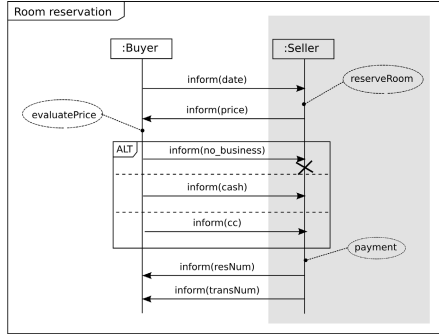 Room reservation
:Buyer
:Seller
inform(date)
reserveRoom
inform(price)
evaluatePrice
ALT
inform(no_business)
inform(cash)
inform(cc)
payment
inform(resNum)
inform(transNum)